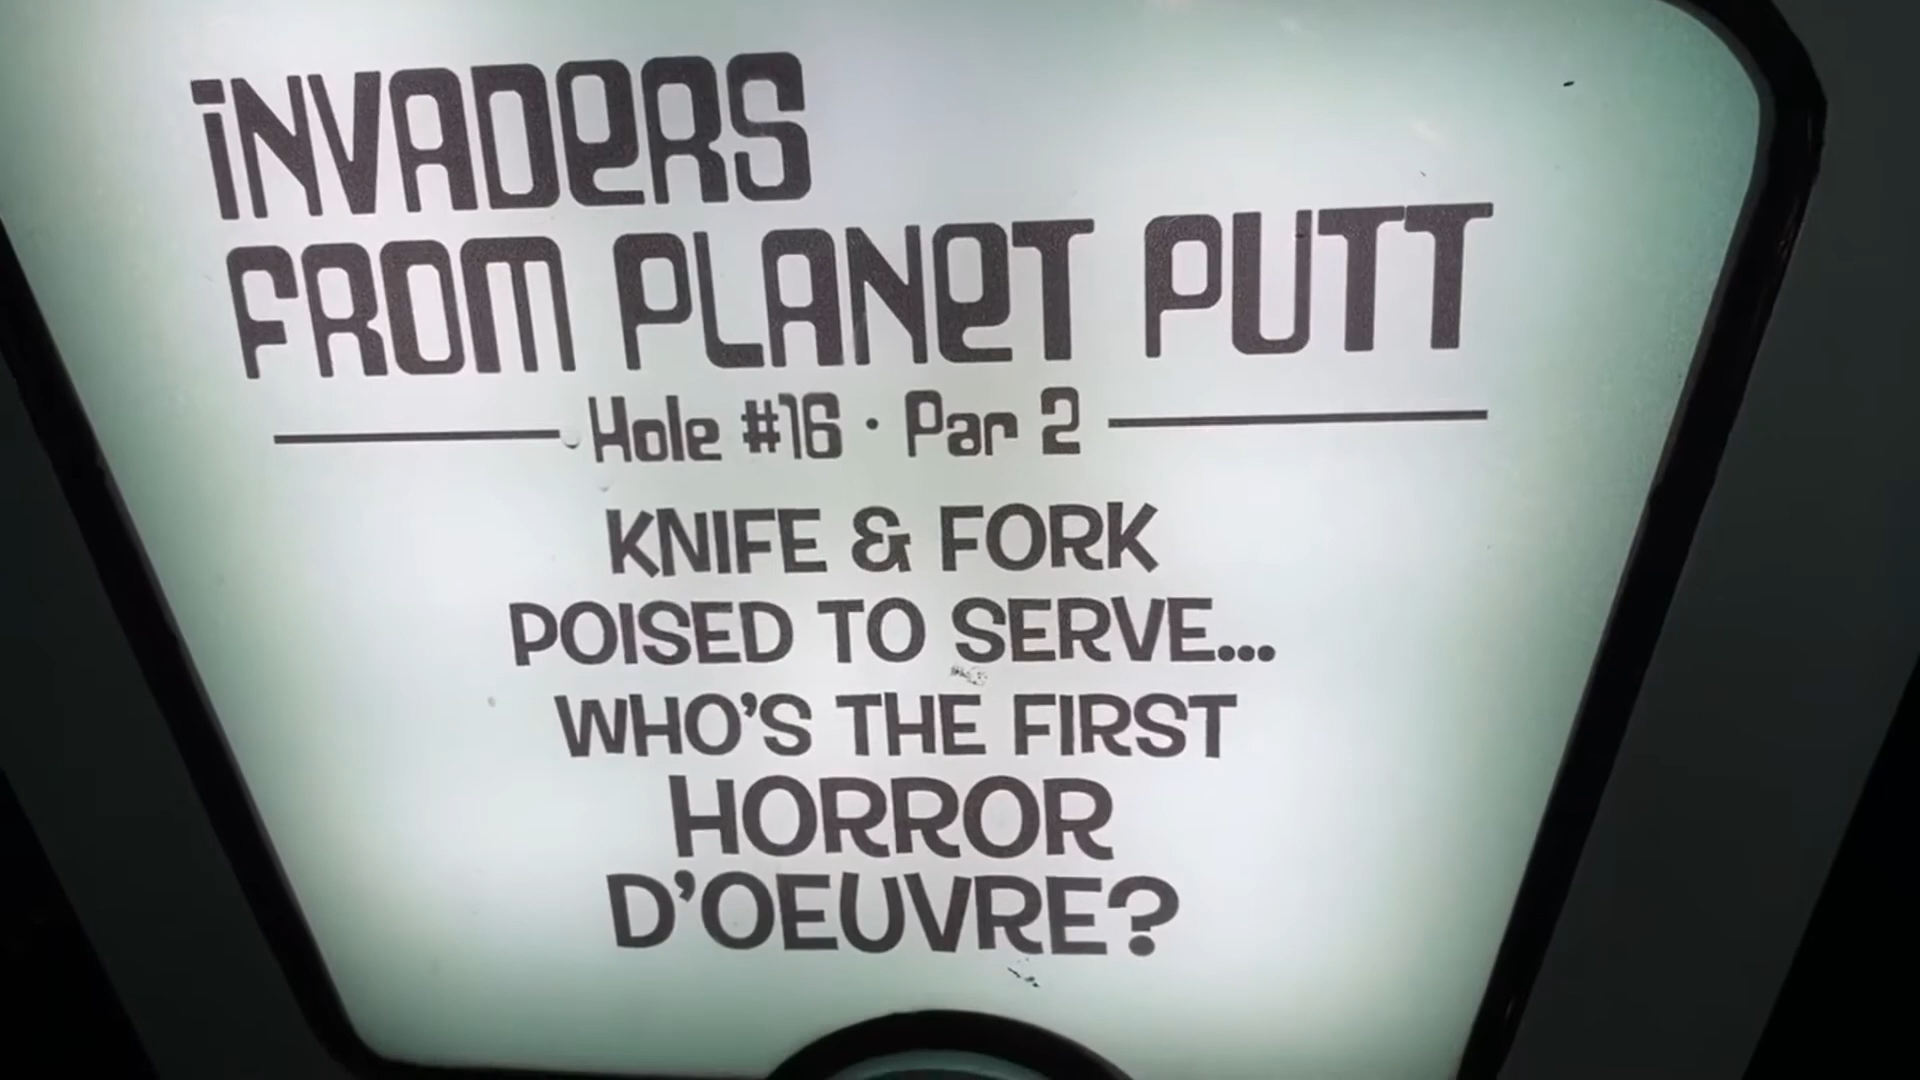 iNVADeRS
FROM PLANeT PUTT
Hole #16 · Par 2
KNIFE & FORK
POISED TO SERVE...
WHO'S THE FIRST
HORROR
D'OEUVRE?